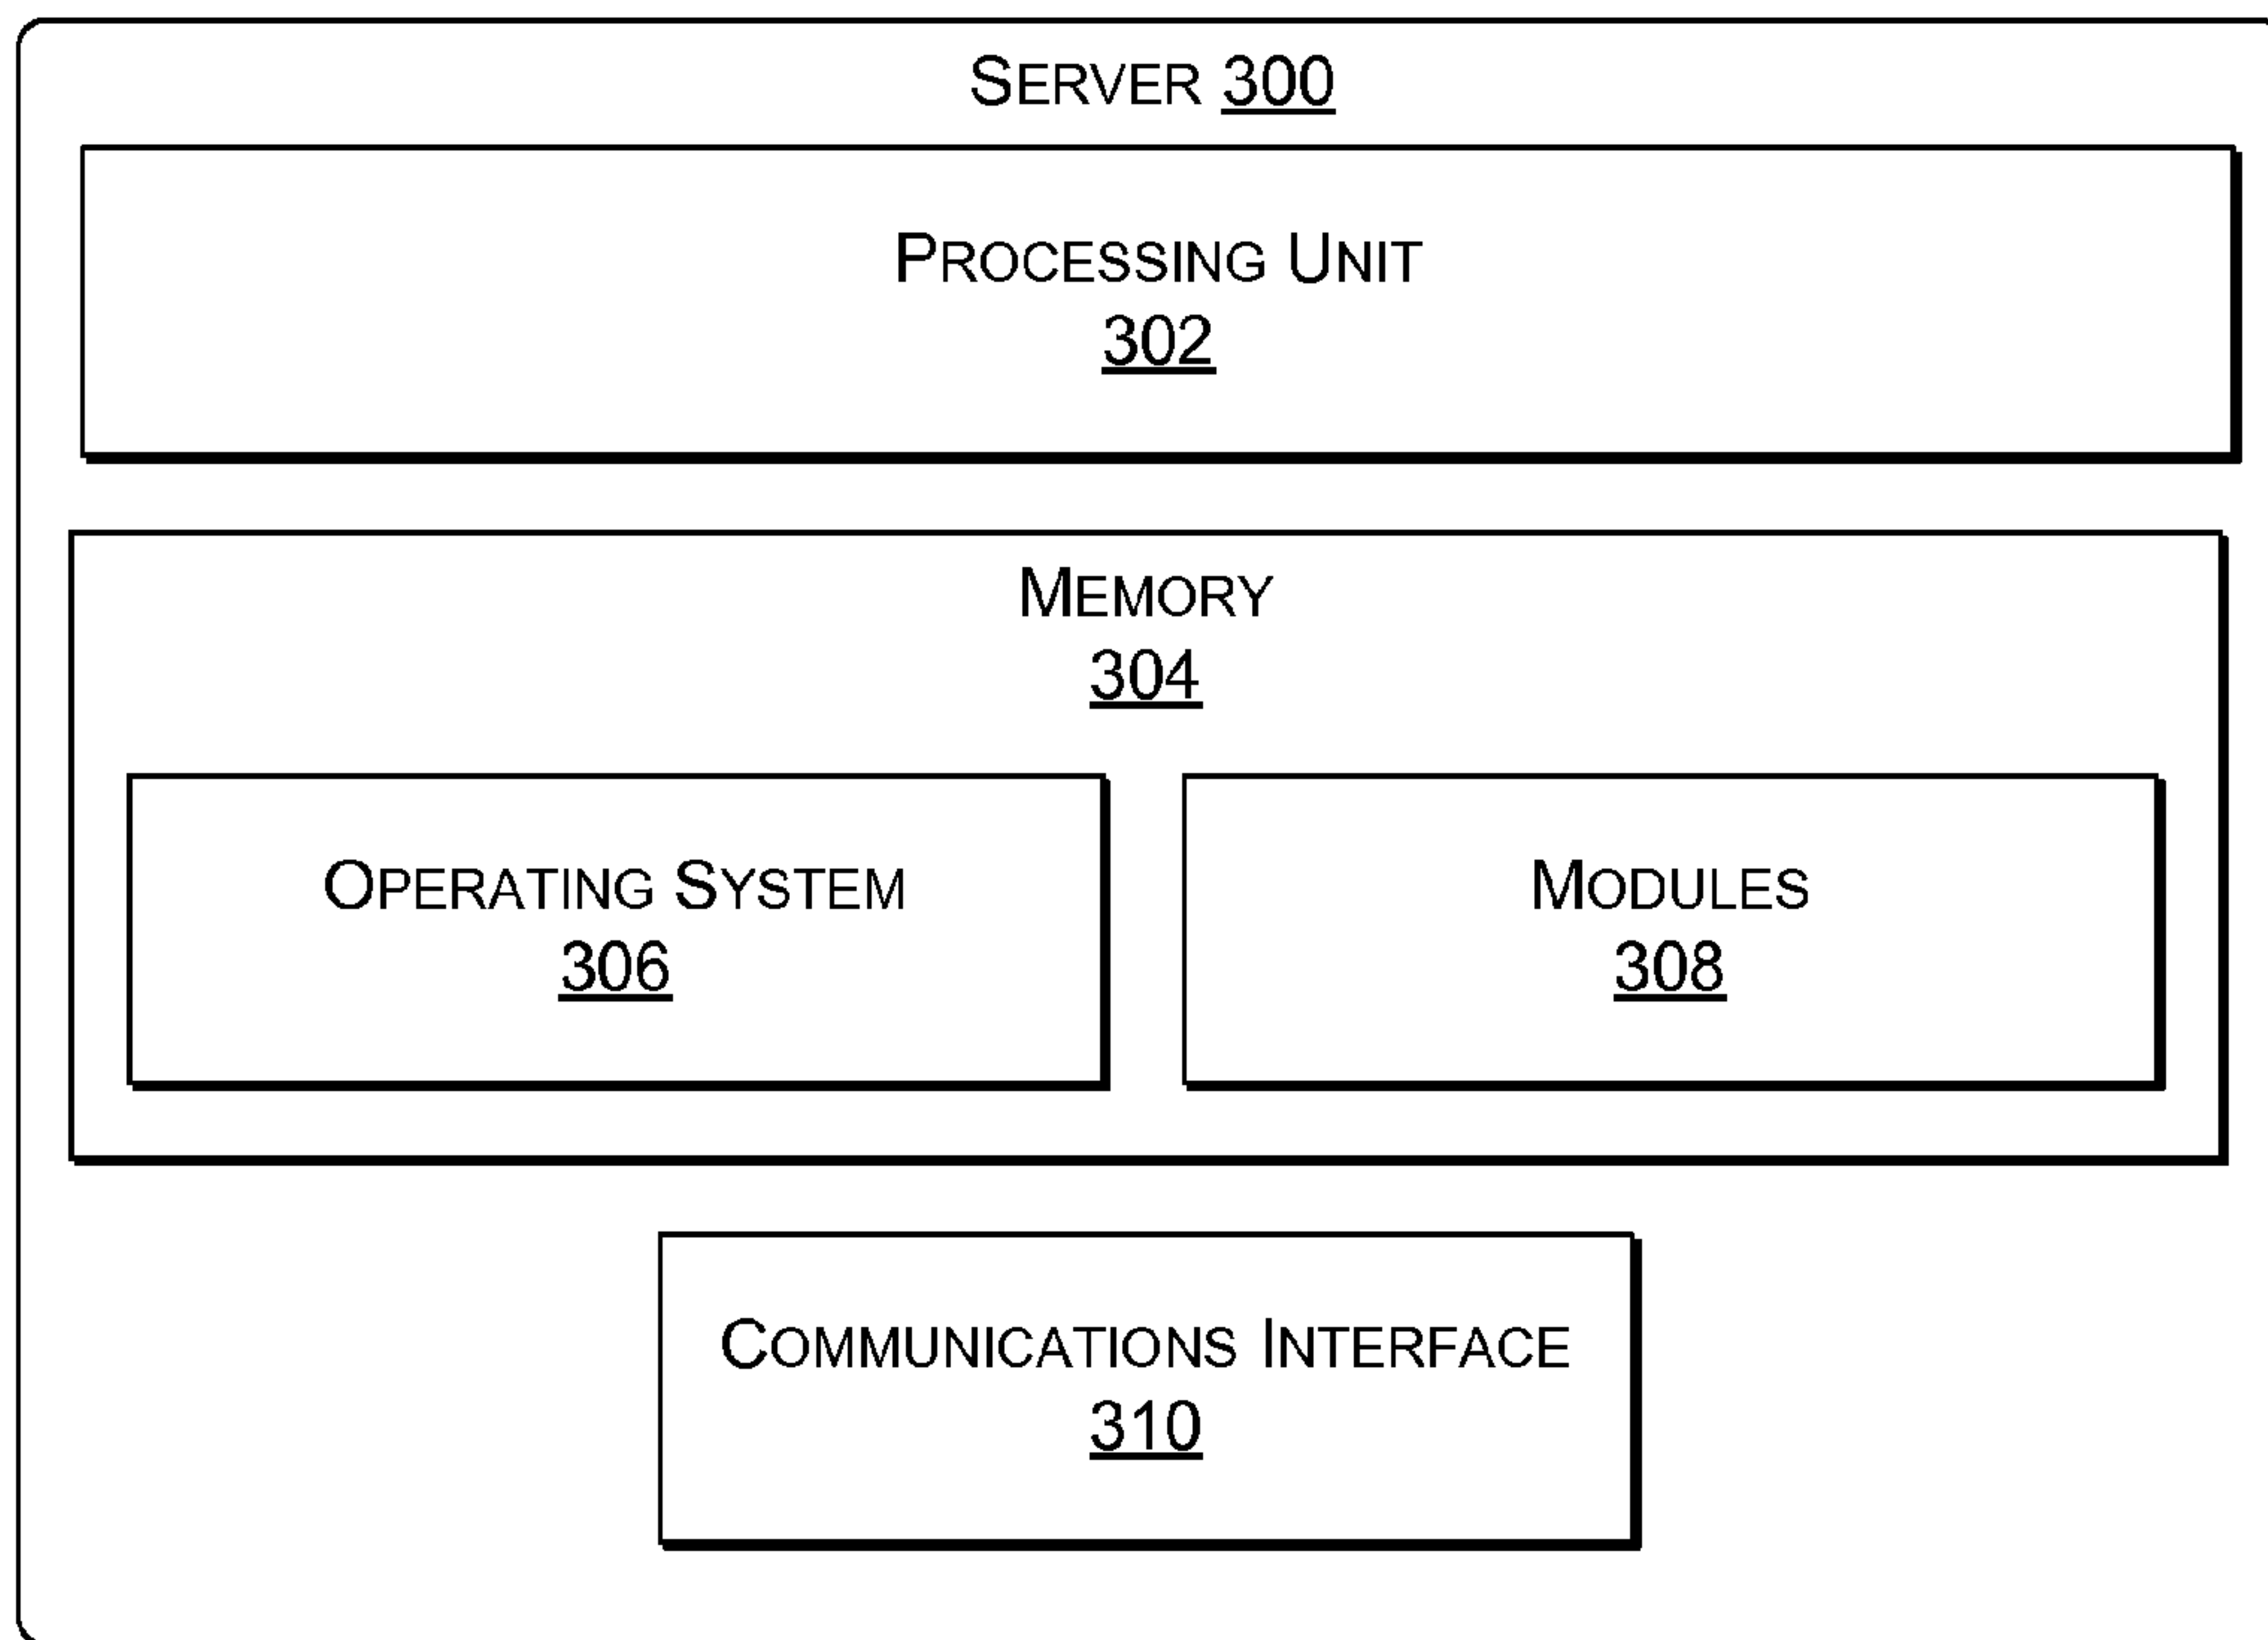 SERVER 300
PROCESSING UNIT
302
MEMORY
304
OPERATING SYSTEM
306
MODULES
308
COMMUNICATIONS INTERFACE
310